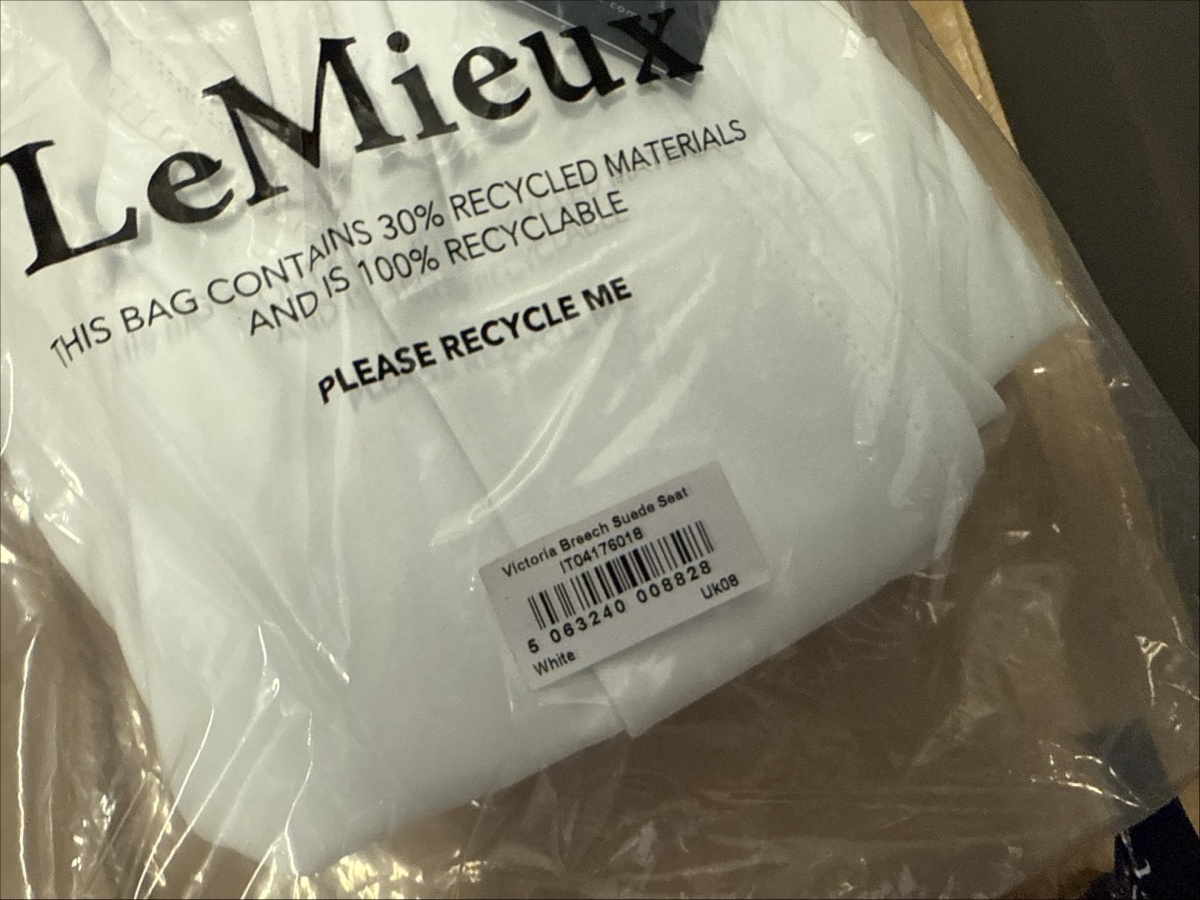 LeMieux
THIS BAG CONTAINS 30% RECYCLED MATERIALS
AND IS 100% RECYCLABLE
PLEASE RECYCLE ME
Victoria Breech Suede Seat
IT04176018
5 063240 008828
Uk08
White